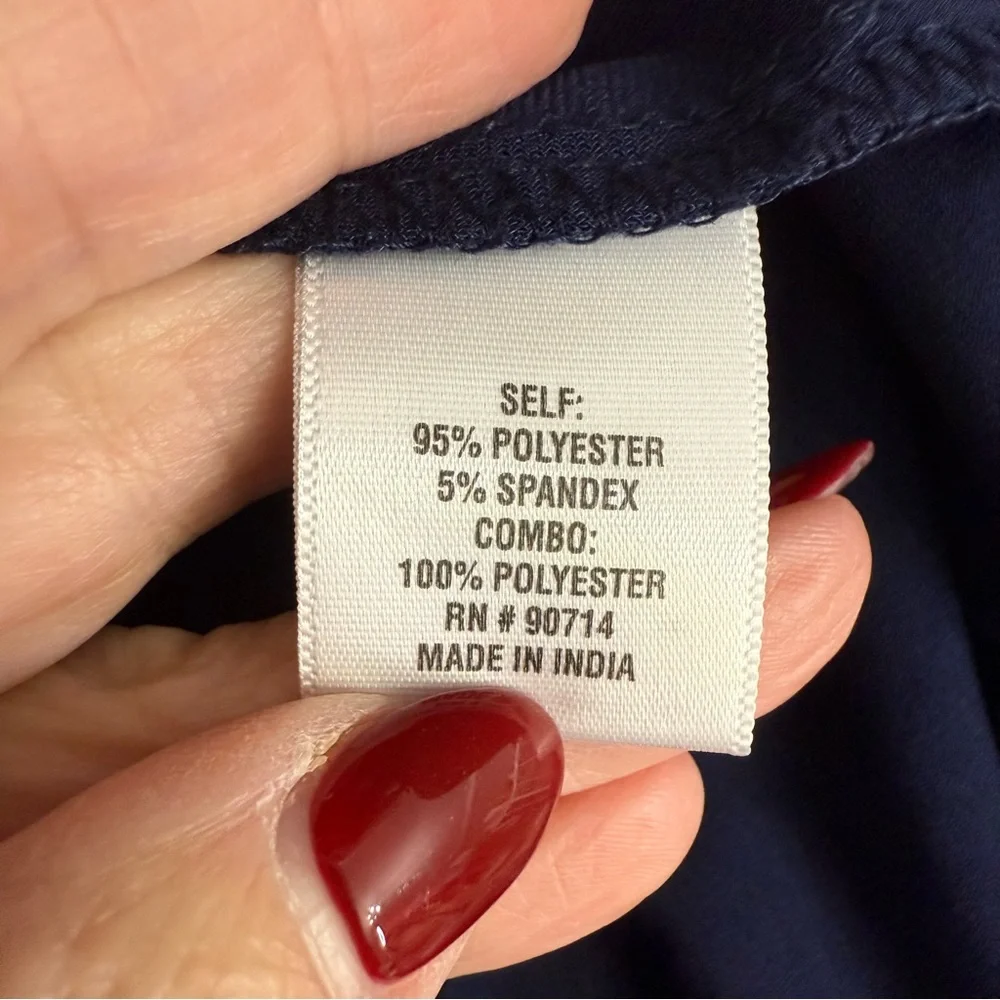 SELF:
95% POLYESTER
5% SPANDEX
COMBO:
100% POLYESTER
RN # 90714
MADE IN INDIA